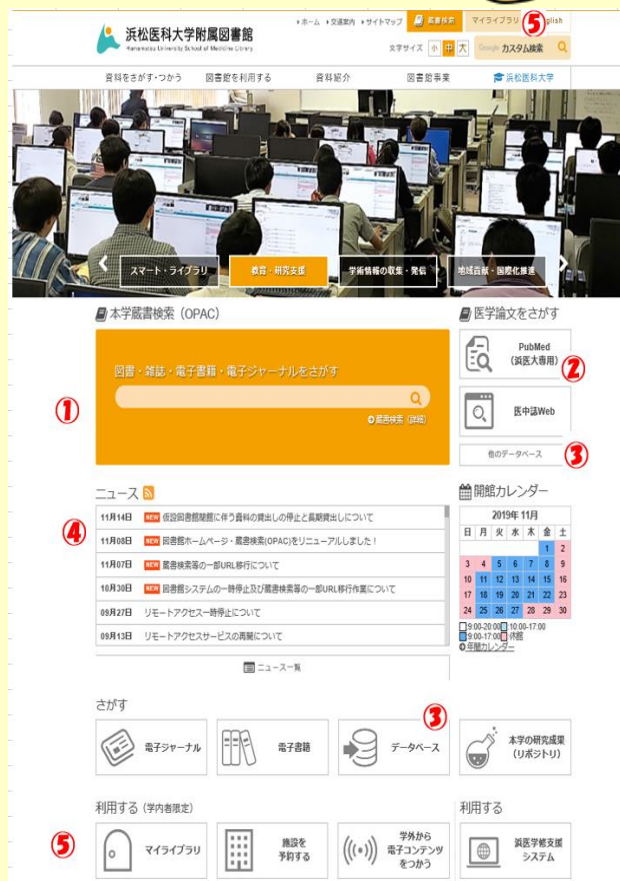 浜松医科大学附属図書館
Hamamatsu University School of Medicine Library
ホーム 交通案内 サイトマップ 蔵書検索 マイライブラリ ⑤ English
文字サイズ 小 中 大 Google カスタム検索
資料をさがす・つかう 図書館を利用する 資料紹介 図書館事業 浜松医科大学
スマート・ライブラリ 教育・研究支援 学術情報の収集・発信 地域貢献・国際化推進
本学蔵書検索（OPAC）
図書・雑誌・電子書籍・電子ジャーナルをさがす
①
蔵書検索（詳細）
医学論文をさがす
PubMed
（浜医大専用）
②
医中誌Web
他のデータベース
③
ニュース
④
11月14日 NEW 仮設図書館開館に伴う資料の貸出しの停止と長期貸出しについて
11月08日 NEW 図書館ホームページ・蔵書検索(OPAC)をリニューアルしました！
11月07日 NEW 蔵書検索等の一部URL移行について
10月30日 NEW 図書館システムの一時停止及び蔵書検索等の一部URL移行作業について
09月27日 リモートアクセス一時停止について
09月13日 リモートアクセスサービスの再開について
ニュース一覧
開館カレンダー
2019年 11月
日 月 火 水 木 金 土
1 2
3 4 5 6 7 8 9
10 11 12 13 14 15 16
17 18 19 20 21 22 23
24 25 26 27 28 29 30
9:00-20:00 10:00-17:00
9:00-17:00 休館
年間カレンダー
さがす
③
電子ジャーナル
電子書籍
データベース
本学の研究成果
（リポジトリ）
利用する（学内者限定）
⑤
マイライブラリ
施設を
予約する
学外から
電子コンテンツ
をつかう
利用する
浜医学修支援
システム